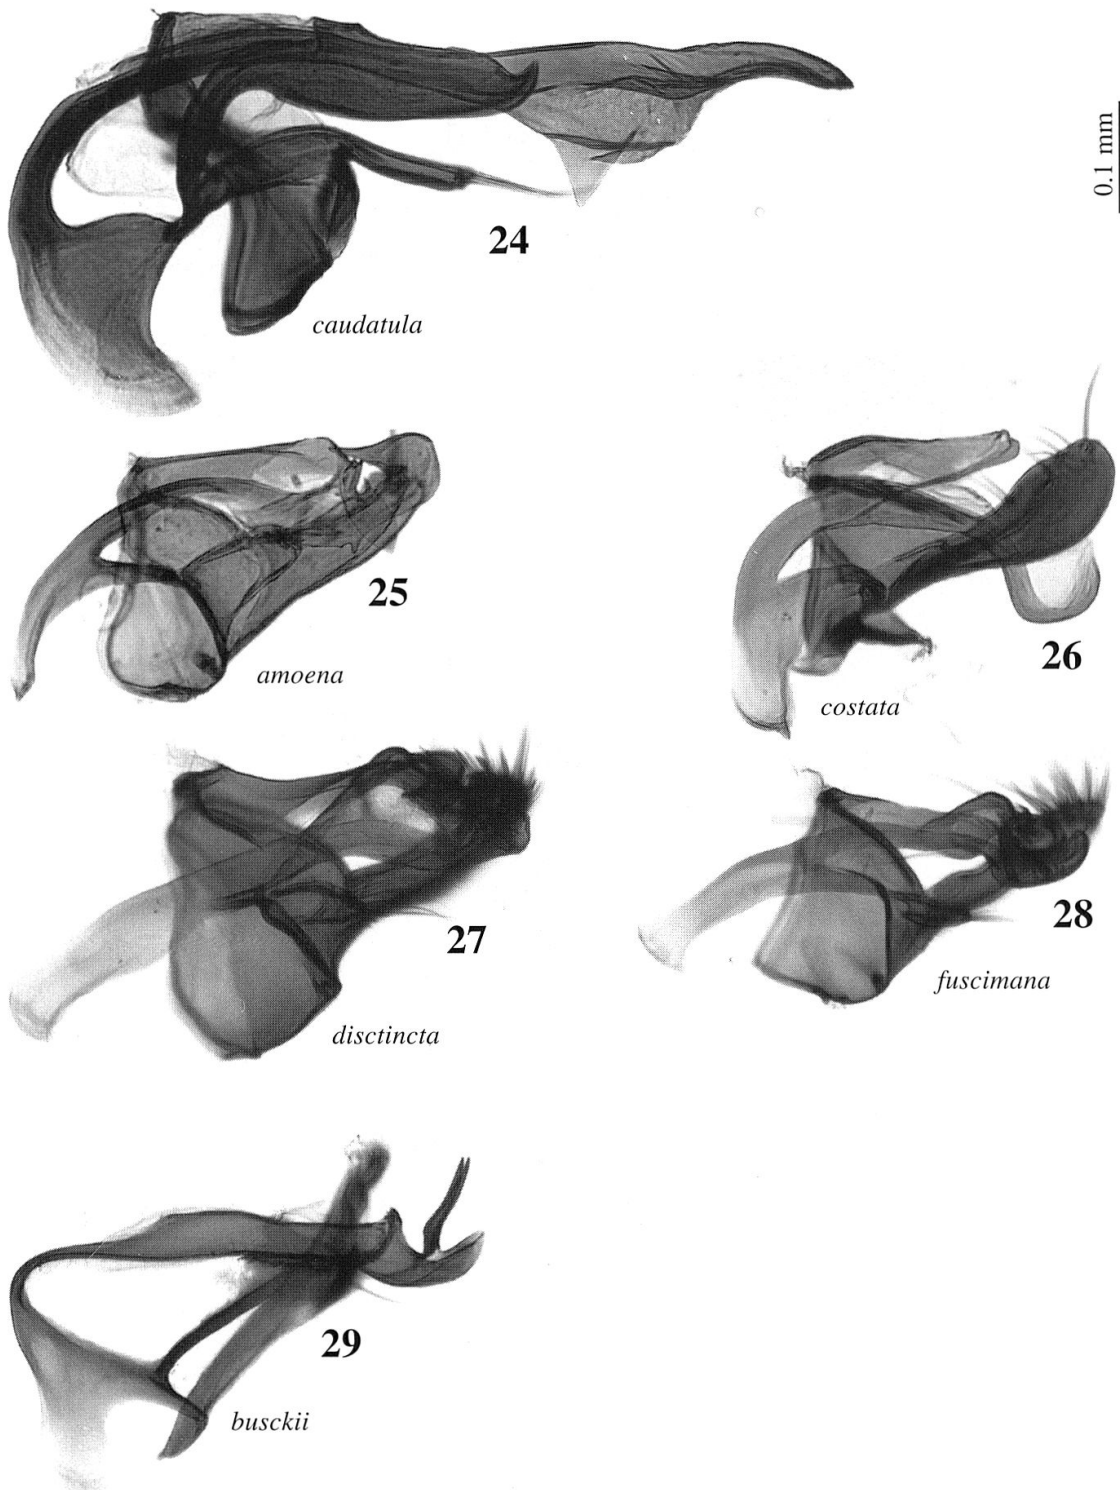 0.1 mm
24
caudatula
25
amoena
26
costata
27
disctincta
28
fuscimana
29
busckii